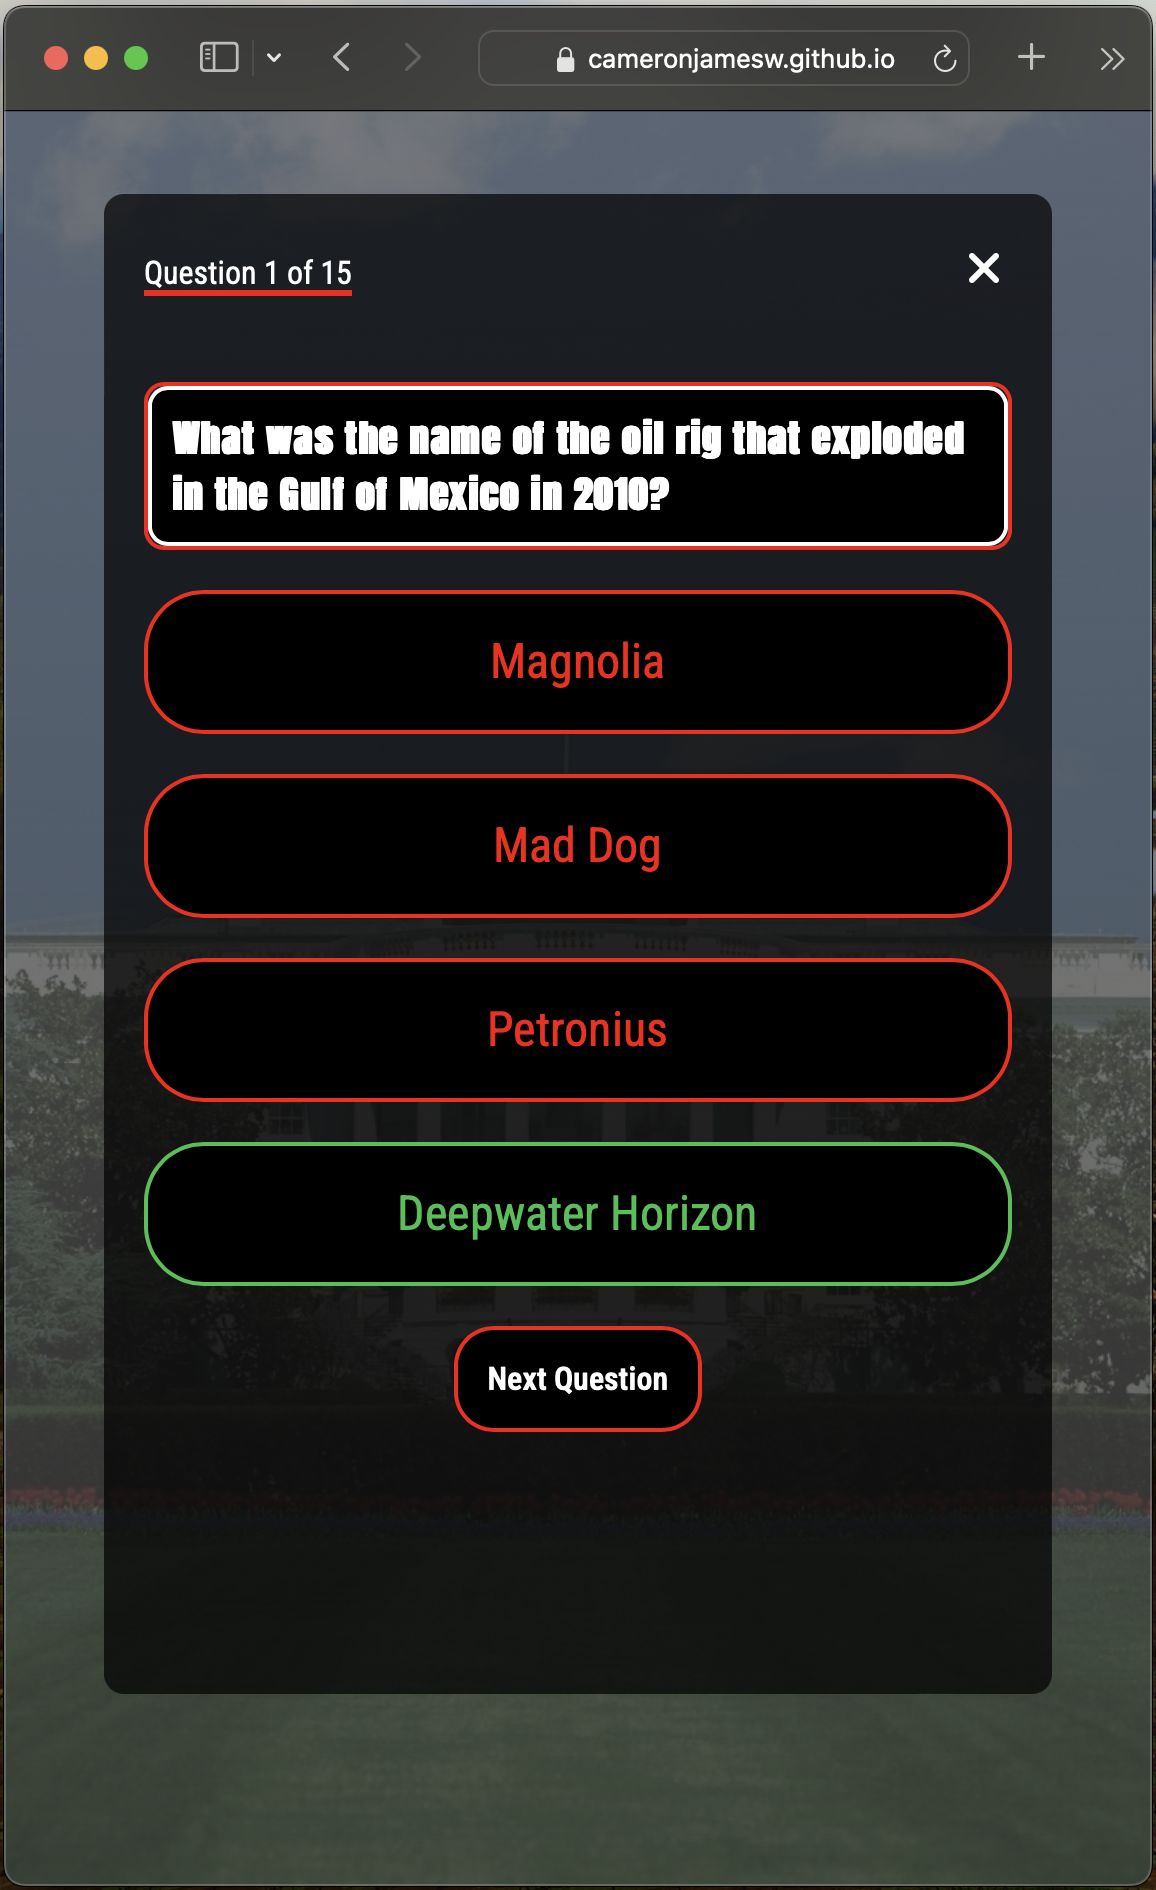 cameronjamesw.github.io
Question 1 of 15
What was the name of the oil rig that exploded
in the Gulf of Mexico in 2010?
Magnolia
Mad Dog
Petronius
Deepwater Horizon
Next Question